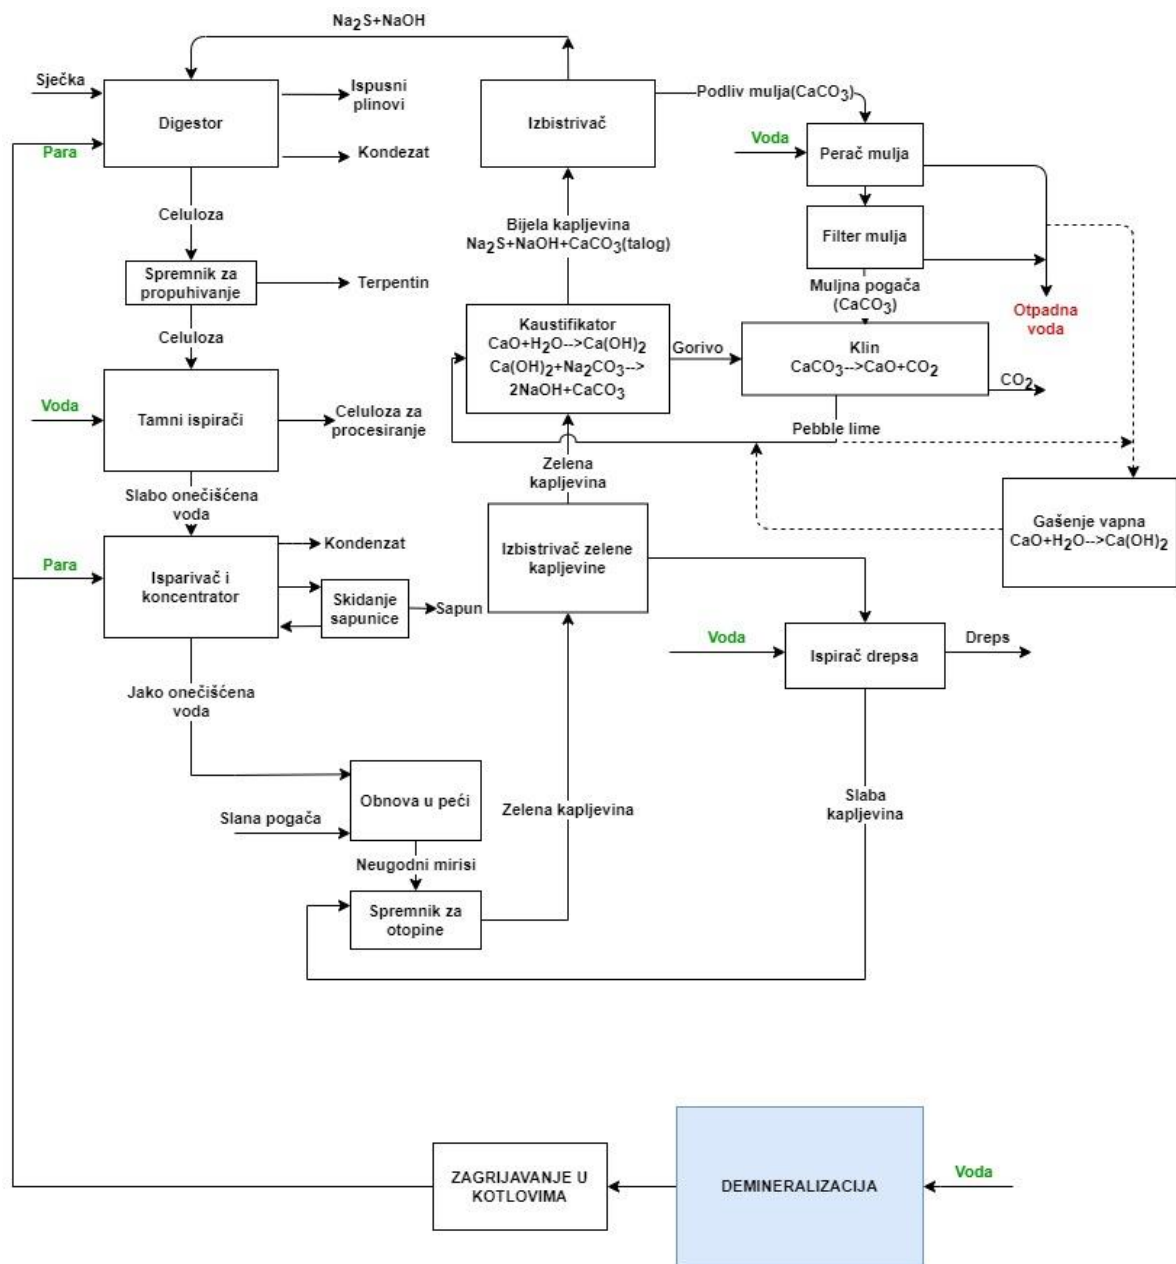 Na2S+NaOH
Sječka
Digestor
Ispusni
plinovi
Para
Kondezat
Izbistrivač
Podliv mulja(CaCO3)
Voda
Perač mulja
Celuloza
Bijela kapljevina
Na2S+NaOH+CaCO3(talog)
Filter mulja
Spremnik za
propuhivanje
Terpentin
Muljna pogača
(CaCO3)
Otpadna
voda
Celuloza
Kaustifikator
CaO+H2O-->Ca(OH)2
Ca(OH)2+Na2CO3-->
2NaOH+CaCO3
Gorivo
Klin
CaCO3->CaO+CO2
CO2
Voda
Tamni ispirači
Celuloza za
procesiranje
Pebble lime
Zelena
kapljevina
Slabo onečišćena
voda
Gašenje vapna
CaO+H2O-->Ca(OH)2
Para
Isparivač i
koncentrator
Kondenzat
Skidanje
sapunice
Sapun
Izbistrivač zelene
kapljevine
Voda
Ispirač drepsa
Dreps
Jako onečišćena
voda
Obnova u peći
Slana pogača
Zelena kapljevina
Slaba
kapljevina
Neugodni mirisi
Spremnik za
otopine
ZAGRIJAVANJE U
KOTLOVIMA
DEMINERALIZACIJA
Voda